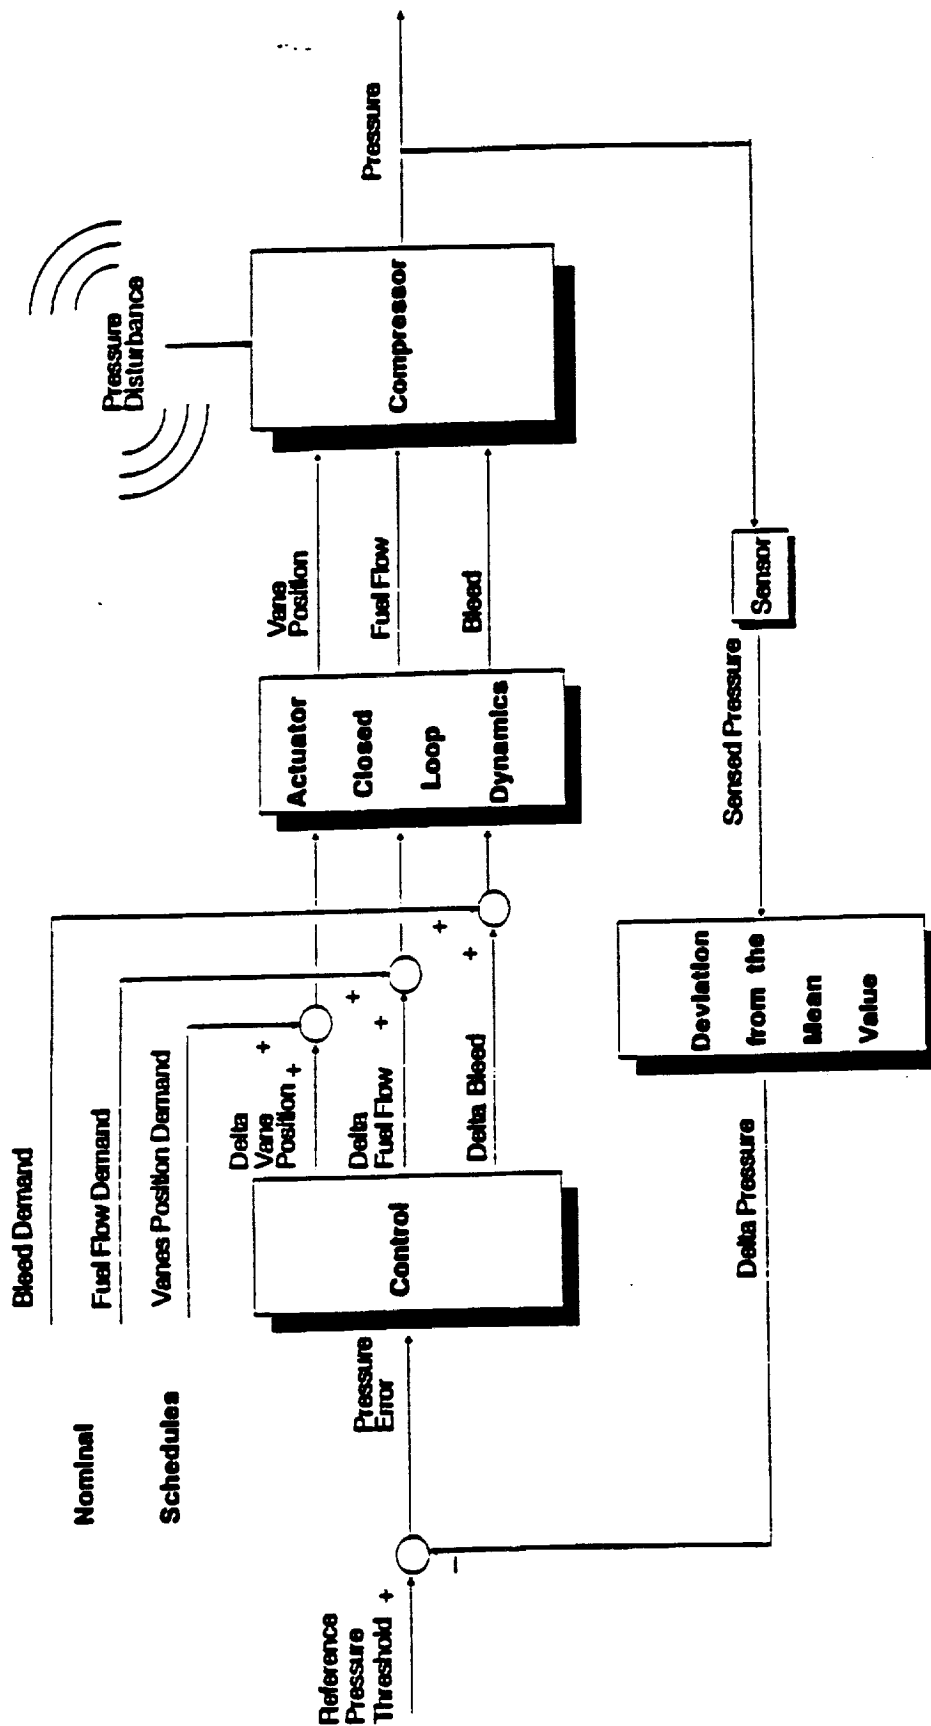 Bleed Demand
Nominal
Fuel Flow Demand
Schedules
Vanes Position Demand
Pressure
Disturbance
Reference
Pressure
Threshold
+
−
Pressure
Error
Control
Delta
Vane
Position
+
+
Delta
Fuel Flow
+
+
Delta Bleed
+
+
Actuator
Closed
Loop
Dynamics
Vane
Position
Fuel Flow
Bleed
Compressor
Pressure
Delta Pressure
Deviation
from the
Mean
Value
Sensed Pressure
Sensor